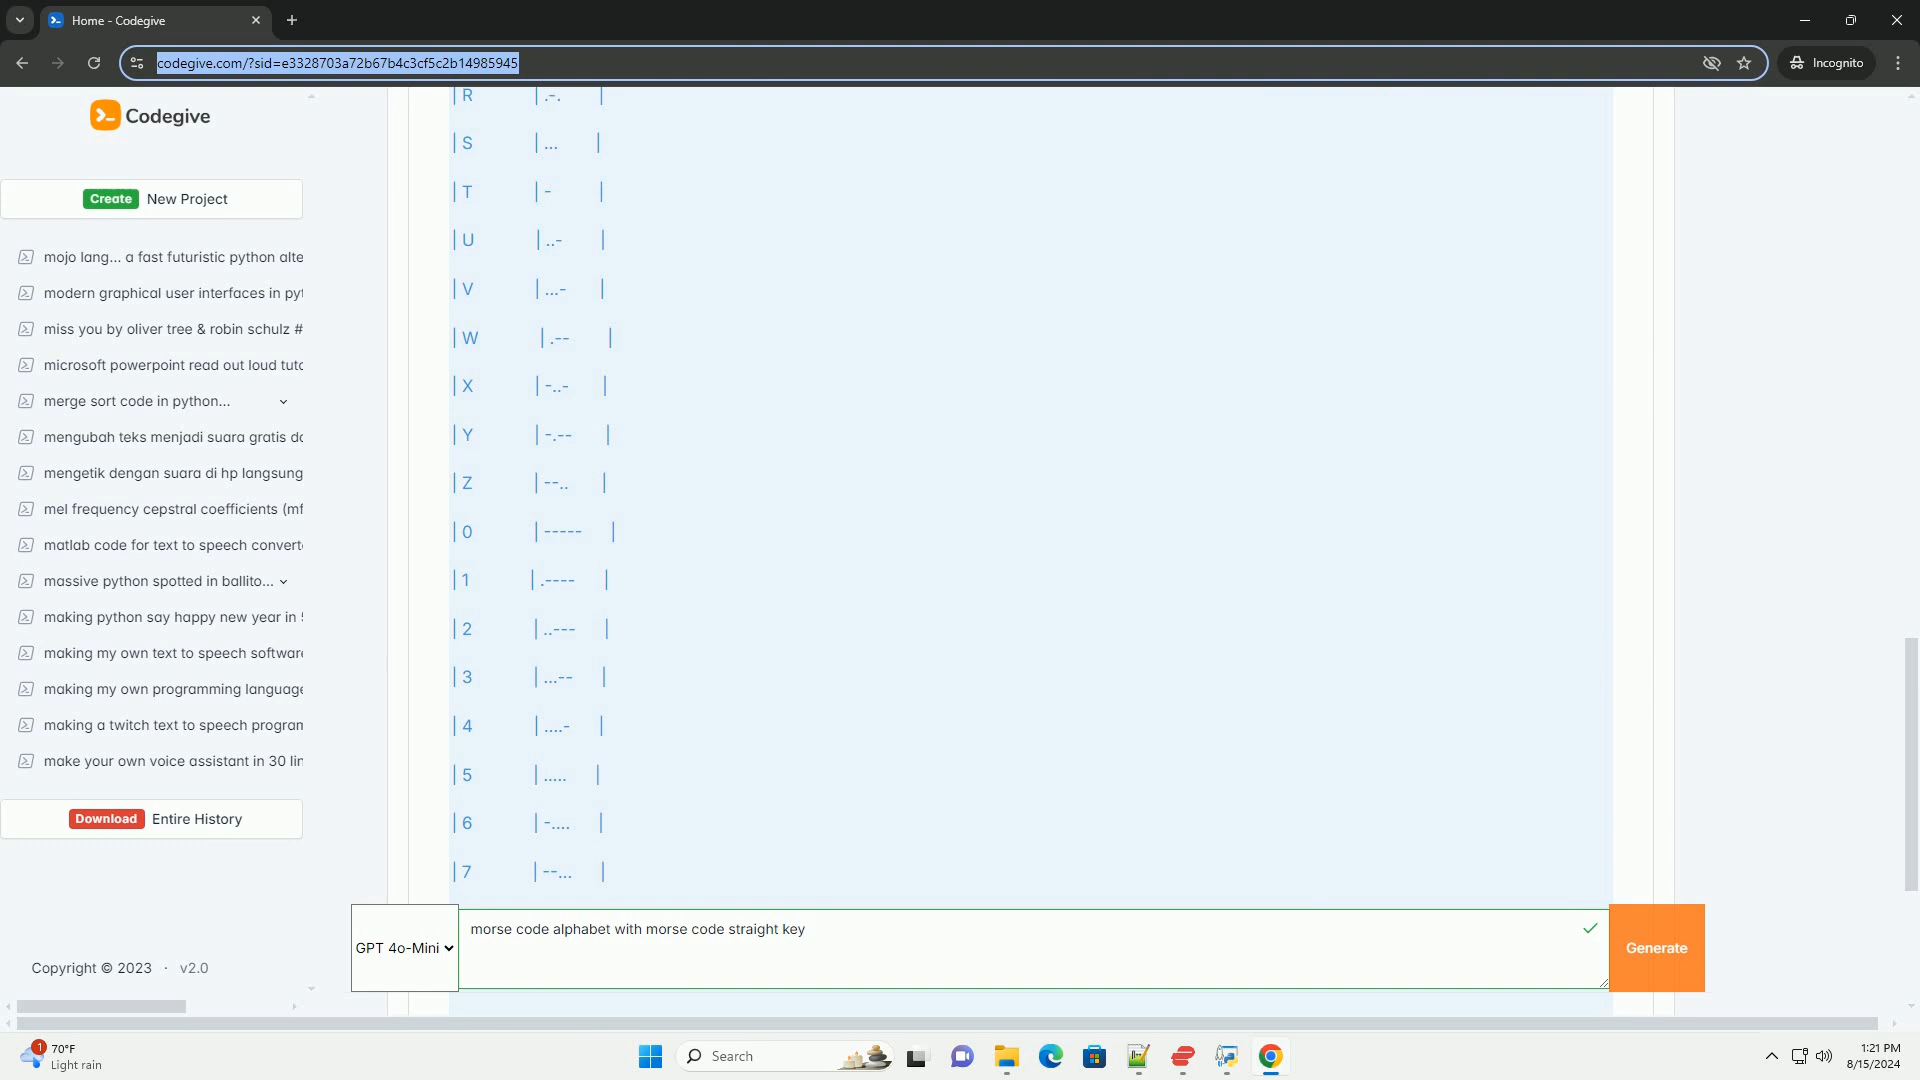 Home - Codegive
codegive.com/?sid=e3328703a72b67b4c3cf5c2b14985945
Incognito
Codegive
Create New Project
mojo lang... a fast futuristic python alte
modern graphical user interfaces in pyt
miss you by oliver tree & robin schulz #
microsoft powerpoint read out loud tuto
merge sort code in python...
mengubah teks menjadi suara gratis da
mengetik dengan suara di hp langsung
mel frequency cepstral coefficients (mf
matlab code for text to speech converte
massive python spotted in ballito...
making python say happy new year in 5
making my own text to speech software
making my own programming language
making a twitch text to speech program
make your own voice assistant in 30 lin
Download Entire History
Copyright © 2023 · v2.0
| R | .-. |
| S | ... |
| T | - |
| U | ..- |
| V | ...- |
| W | .-- |
| X | -..- |
| Y | -.-- |
| Z | --.. |
| 0 | ----- |
| 1 | .---- |
| 2 | ..--- |
| 3 | ...-- |
| 4 | ....- |
| 5 | ..... |
| 6 | -.... |
| 7 | --... |
GPT 4o-Mini
morse code alphabet with morse code straight key
Generate
1
70°F
Light rain
Search
1:21 PM
8/15/2024